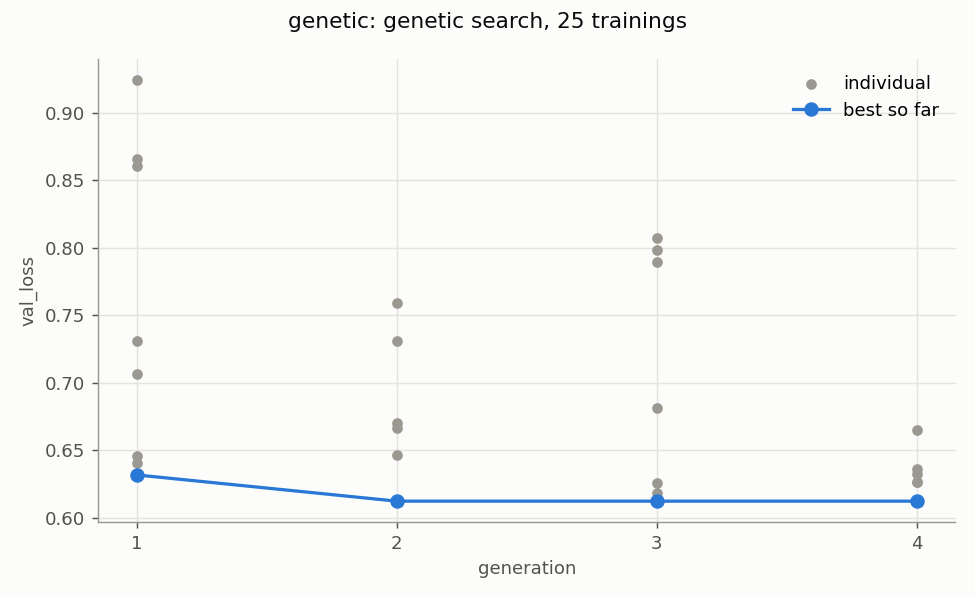 genetic: genetic search, 25 trainings
individual
best so far
0.90
0.85
0.80
0.75
0.70
0.65
0.60
val_loss
1
2
3
4
generation